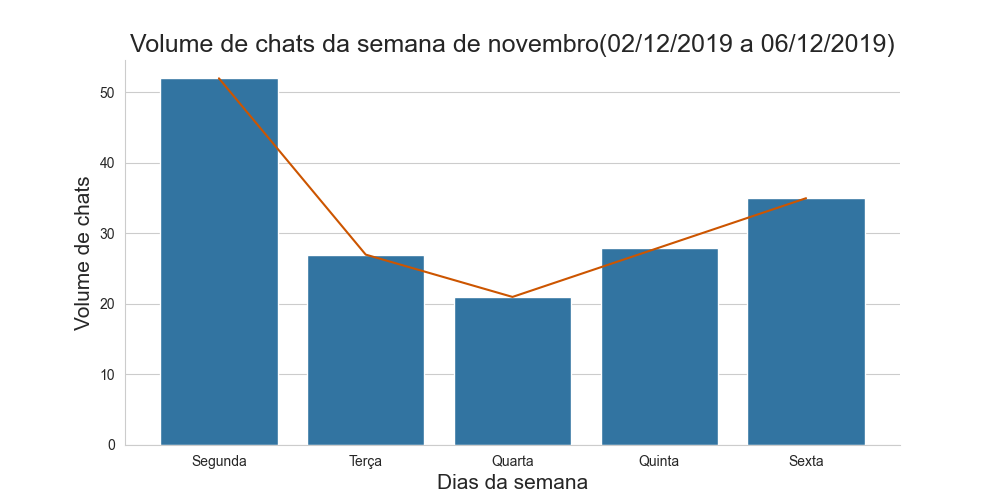 Volume de chats da semana de novembro(02/12/2019 a 06/12/2019)
Volume de chats
50
40
30
20
10
0
Segunda
Terça
Quarta
Quinta
Sexta
Dias da semana